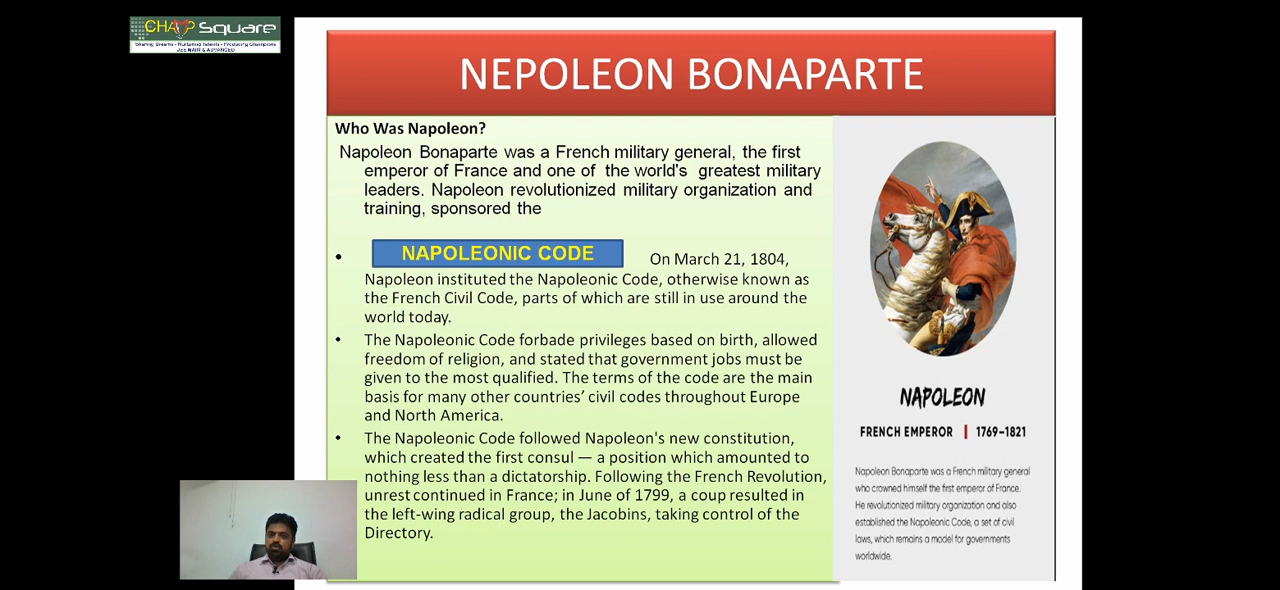 CHAMP Square
Sharing Dreams - Nurturing Talents - Producing Champions
JEE MAIN & ADVANCED
NEPOLEON BONAPARTE
Who Was Napoleon?
Napoleon Bonaparte was a French military general, the first
emperor of France and one of the world's greatest military
leaders. Napoleon revolutionized military organization and
training, sponsored the
• NAPOLEONIC CODE On March 21, 1804,
Napoleon instituted the Napoleonic Code, otherwise known as
the French Civil Code, parts of which are still in use around the
world today.
• The Napoleonic Code forbade privileges based on birth, allowed
freedom of religion, and stated that government jobs must be
given to the most qualified. The terms of the code are the main
basis for many other countries’ civil codes throughout Europe
and North America.
• The Napoleonic Code followed Napoleon's new constitution,
which created the first consul — a position which amounted to
nothing less than a dictatorship. Following the French Revolution,
unrest continued in France; in June of 1799, a coup resulted in
the left-wing radical group, the Jacobins, taking control of the
Directory.
NAPOLEON
FRENCH EMPEROR | 1769-1821
Napoleon Bonaparte was a French military general
who crowned himself the first emperor of France.
He revolutionized military organization and also
established the Napoleonic Code, a set of civil
laws, which remains a model for governments
worldwide.